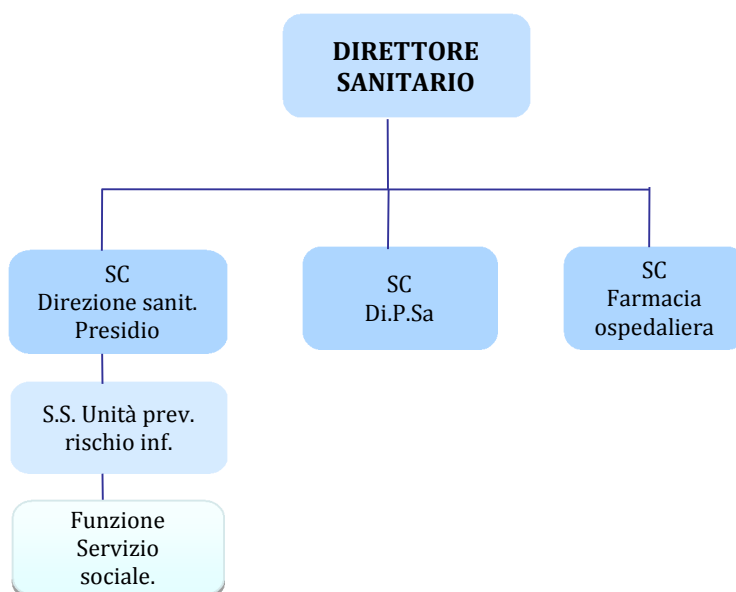 DIRETTORE
SANITARIO
SC
Direzione sanit.
Presidio
SC
Di.P.Sa
SC
Farmacia
ospedaliera
S.S. Unità prev.
rischio inf.
Funzione
Servizio
sociale.